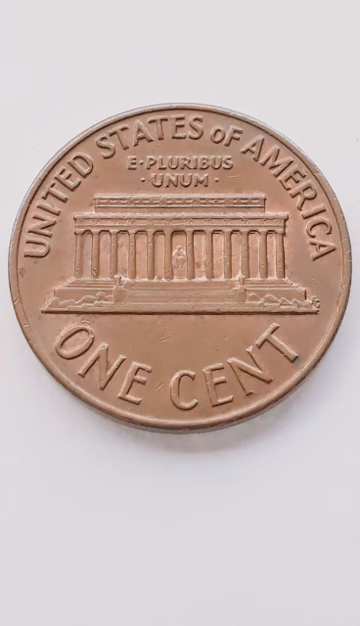 UNITED STATES oF AMERICA
E·PLURIBUS
·UNUM·
ONE CENT